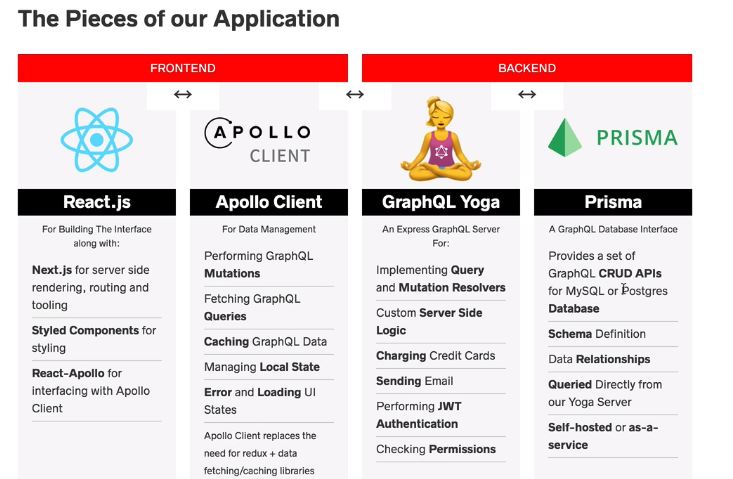 The Pieces of our Application
FRONTEND
BACKEND
APOLLO
CLIENT
PRISMA
React.js
For Building The Interface
along with:
Next.js for server side
rendering, routing and
tooling
Styled Components for
styling
React-Apollo for
interfacing with Apollo
Client
Apollo Client
For Data Management
Performing GraphQL
Mutations
Fetching GraphQL
Queries
Caching GraphQL Data
Managing Local State
Error and Loading UI
States
Apollo Client replaces the
need for redux + data
fetching/caching libraries
GraphQL Yoga
An Express GraphQL Server
For:
Implementing Query
and Mutation Resolvers
Custom Server Side
Logic
Charging Credit Cards
Sending Email
Performing JWT
Authentication
Checking Permissions
Prisma
A GraphQL Database Interface
Provides a set of
GraphQL CRUD APIs
for MySQL or Postgres
Database
Schema Definition
Data Relationships
Queried Directly from
our Yoga Server
Self-hosted or as-a-
service